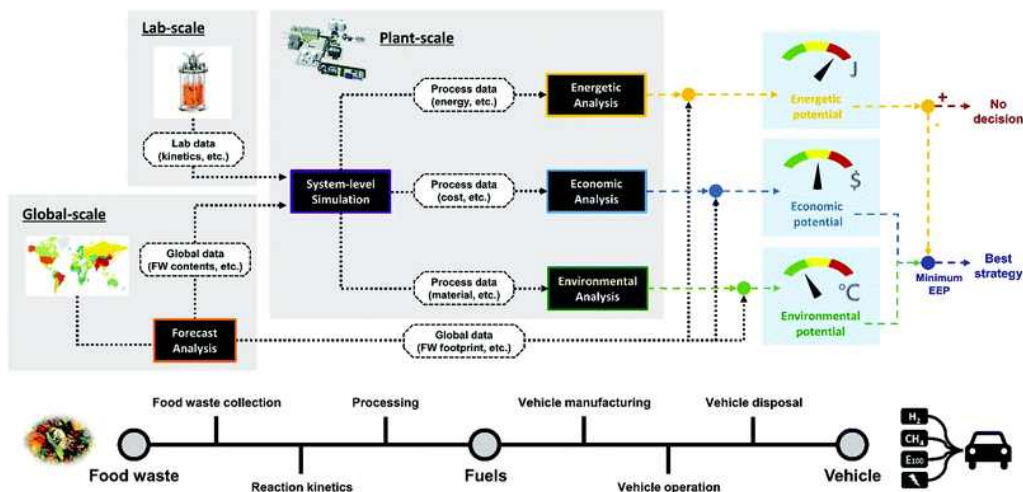 Lab-scale
Lab data
(kinetics, etc.)
Global-scale
Global data
(FW contents, etc.)
Forecast
Analysis
Plant-scale
System-level
Simulation
Process data
(energy, etc.)
Energetic
Analysis
Process data
(cost, etc.)
Economic
Analysis
Process data
(material, etc.)
Environmental
Analysis
Global data
(FW footprint, etc.)
J
Energetic
potential
$
Economic
potential
°C
Environmental
potential
+
-
No
decision
Minimum
EEP
Best
strategy
Food waste collection
Processing
Vehicle manufacturing
Vehicle disposal
Food waste
Fuels
Vehicle
Reaction kinetics
Vehicle operation
H₂
CH₄
E₁₀₀